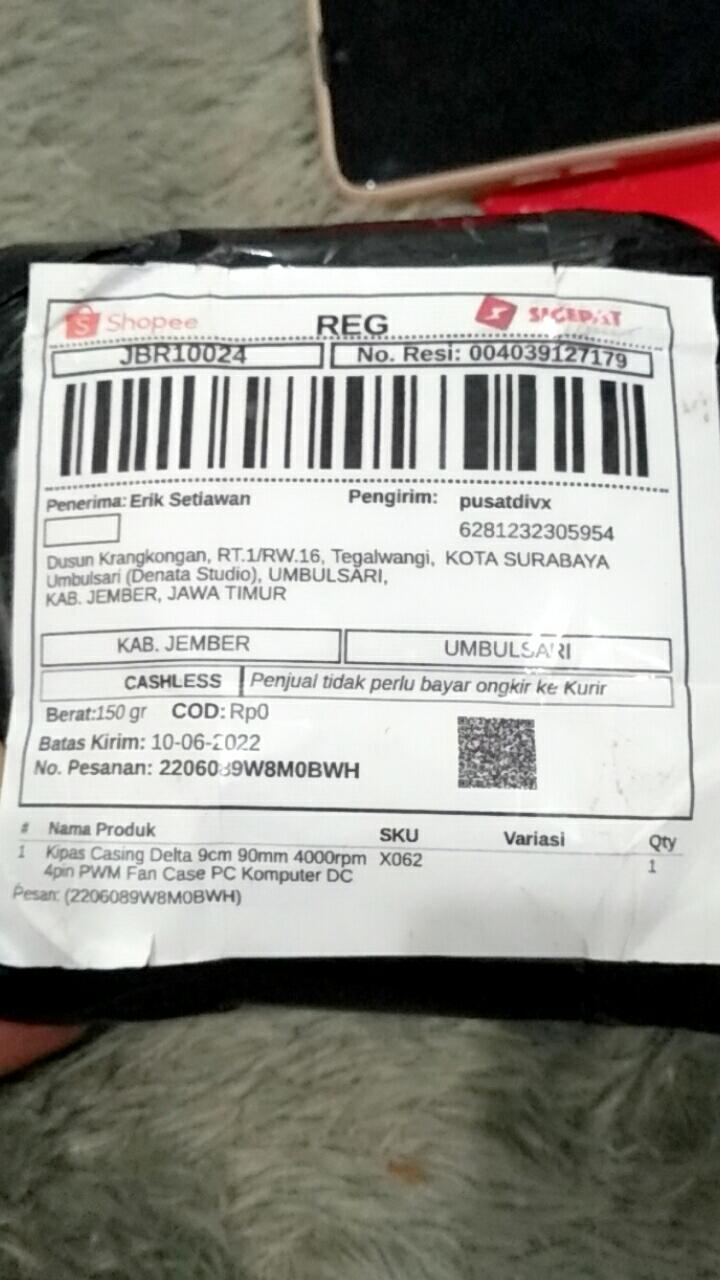 Shopee REG SICEPAT
JBR10024 No. Resi: 004039127179
Penerima: Erik Setiawan Pengirim: pusatdivx
6281232305954
Dusun Krangkongan, RT.1/RW.16, Tegalwangi, KOTA SURABAYA
Umbulsari (Denata Studio), UMBULSARI,
KAB. JEMBER, JAWA TIMUR
KAB. JEMBER UMBULSARI
CASHLESS Penjual tidak perlu bayar ongkir ke Kurir
Berat:150 gr COD: Rp0
Batas Kirim: 10-06-2022
No. Pesanan: 2206089W8M0BWH
# Nama Produk SKU Variasi Qty
1 Kipas Casing Delta 9cm 90mm 4000rpm X062 1
4pin PWM Fan Case PC Komputer DC
Pesan: (2206089W8M0BWH)